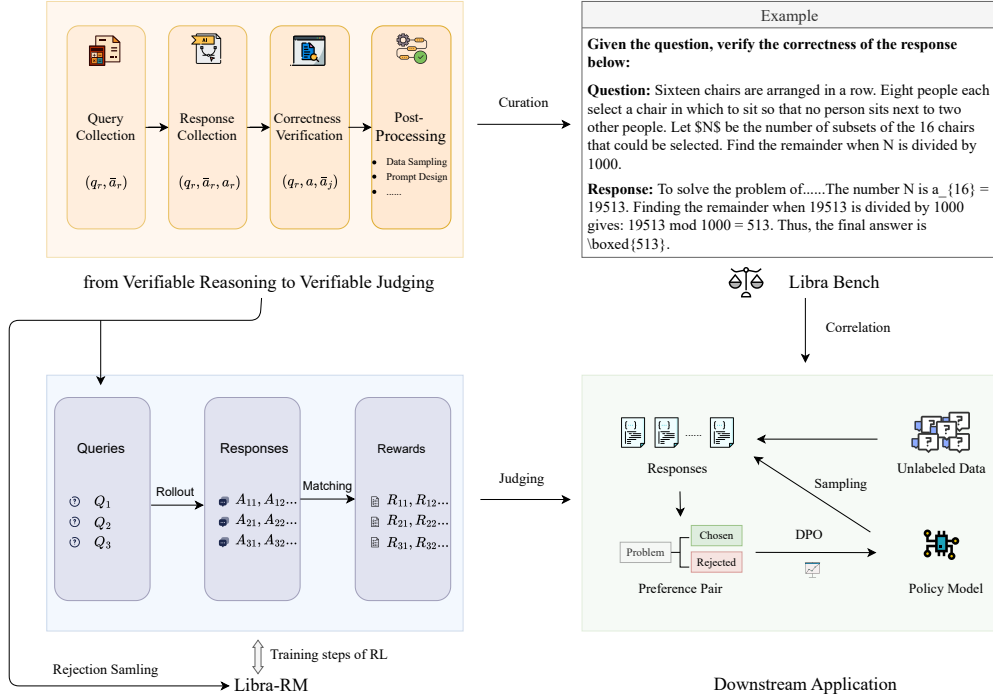 Query
Collection
(q_r, ā_r)
Response
Collection
(q_r, ā_r, a_r)
Correctness
Verification
(q_r, a, ā_j)
Post-
Processing
• Data Sampling
• Prompt Design
• ......
AI
from Verifiable Reasoning to Verifiable Judging
Curation
Example
Given the question, verify the correctness of the response
below:
Question: Sixteen chairs are arranged in a row. Eight people each
select a chair in which to sit so that no person sits next to two
other people. Let $N$ be the number of subsets of the 16 chairs
that could be selected. Find the remainder when N is divided by
1000.
Response: To solve the problem of......The number N is a_{16} =
19513. Finding the remainder when 19513 is divided by 1000
gives: 19513 mod 1000 = 513. Thus, the final answer is
\boxed{513}.
Libra Bench
Correlation
Queries
Q_1
Q_2
Q_3
Rollout
Responses
A_11, A_12...
A_21, A_22...
A_31, A_32...
Matching
Rewards
R_11, R_12...
R_21, R_22...
R_31, R_32...
Judging
Rejection Samling
Training steps of RL
Libra-RM
......
Responses
Unlabeled Data
Sampling
Problem
Chosen
Rejected
Preference Pair
DPO
Policy Model
Downstream Application